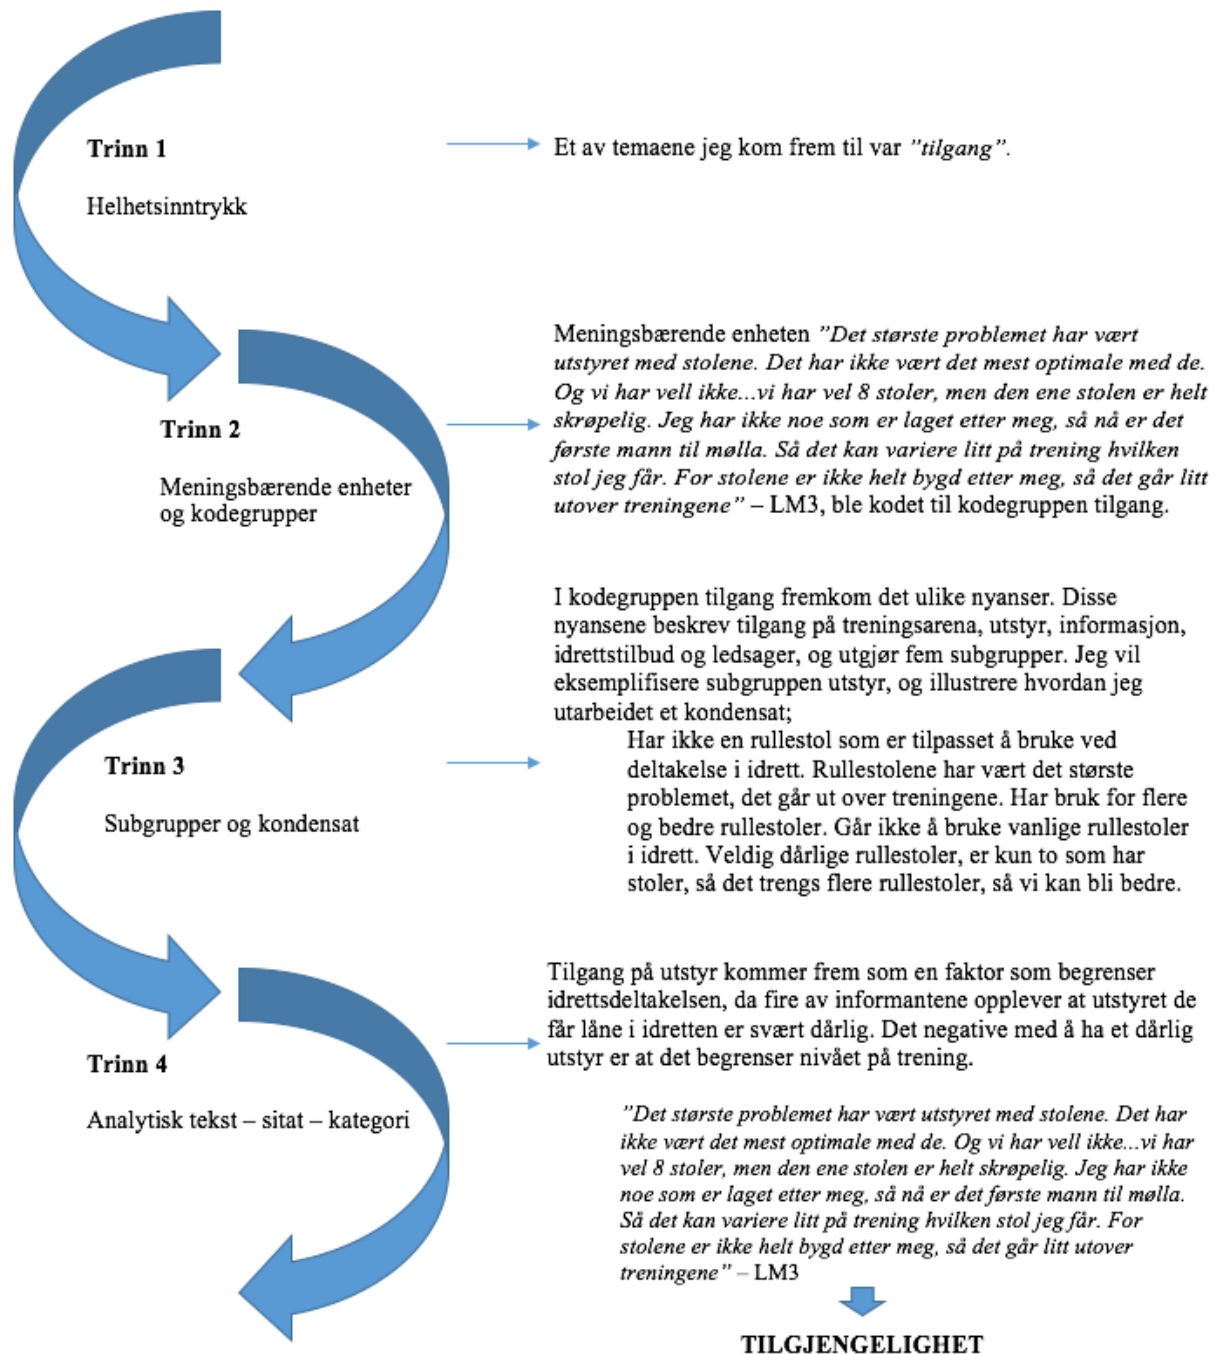 Trinn 1
Helhetsinntrykk
Et av temaene jeg kom frem til var ”tilgang”.
Trinn 2
Meningsbærende enheter
og kodegrupper
Meningsbærende enheten ”Det største problemet har vært
utstyret med stolene. Det har ikke vært det mest optimale med de.
Og vi har vell ikke...vi har vel 8 stoler, men den ene stolen er helt
skrøpelig. Jeg har ikke noe som er laget etter meg, så nå er det
første mann til mølla. Så det kan variere litt på trening hvilken
stol jeg får. For stolene er ikke helt bygd etter meg, så det går litt
utover treningene” – LM3, ble kodet til kodegruppen tilgang.
Trinn 3
Subgrupper og kondensat
I kodegruppen tilgang fremkom det ulike nyanser. Disse
nyansene beskrev tilgang på treningsarena, utstyr, informasjon,
idrettstilbud og ledsager, og utgjør fem subgrupper. Jeg vil
eksemplifisere subgruppen utstyr, og illustrere hvordan jeg
utarbeidet et kondensat;
Har ikke en rullestol som er tilpasset å bruke ved
deltakelse i idrett. Rullestolene har vært det største
problemet, det går ut over treningene. Har bruk for flere
og bedre rullestoler. Går ikke å bruke vanlige rullestoler
i idrett. Veldig dårlige rullestoler, er kun to som har
stoler, så det trengs flere rullestoler, så vi kan bli bedre.
Trinn 4
Analytisk tekst – sitat – kategori
Tilgang på utstyr kommer frem som en faktor som begrenser
idrettsdeltakelsen, da fire av informantene opplever at utstyret de
får låne i idretten er svært dårlig. Det negative med å ha et dårlig
utstyr er at det begrenser nivået på trening.
”Det største problemet har vært utstyret med stolene. Det har
ikke vært det mest optimale med de. Og vi har vell ikke...vi har
vel 8 stoler, men den ene stolen er helt skrøpelig. Jeg har ikke
noe som er laget etter meg, så nå er det første mann til mølla.
Så det kan variere litt på trening hvilken stol jeg får. For
stolene er ikke helt bygd etter meg, så det går litt utover
treningene” – LM3
TILGJENGELIGHET